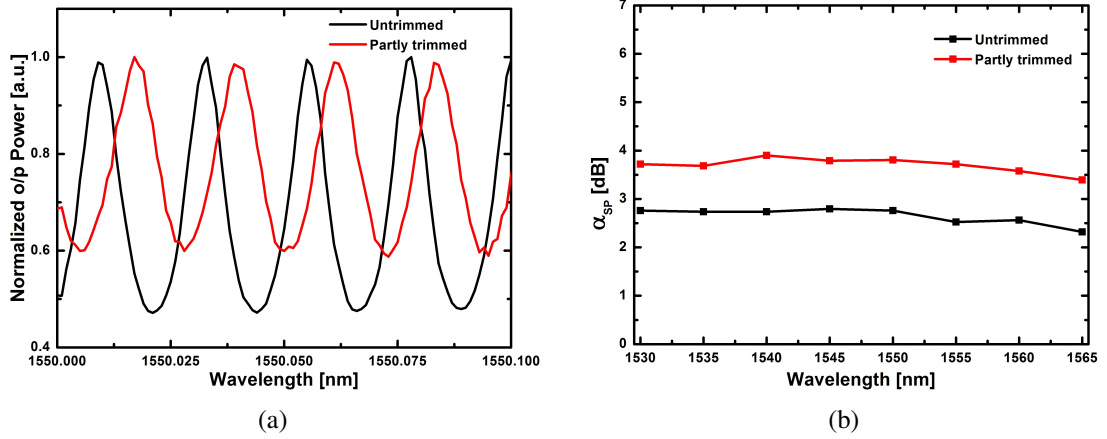 Untrimmed
Partly trimmed
Normalized o/p Power [a.u.]
1.0
0.8
0.6
0.4
1550.000 1550.025 1550.050 1550.075 1550.100
Wavelength [nm]
(a)
Untrimmed
Partly trimmed
α_SP [dB]
7
6
5
4
3
2
1
0
1530 1535 1540 1545 1550 1555 1560 1565
Wavelength [nm]
(b)